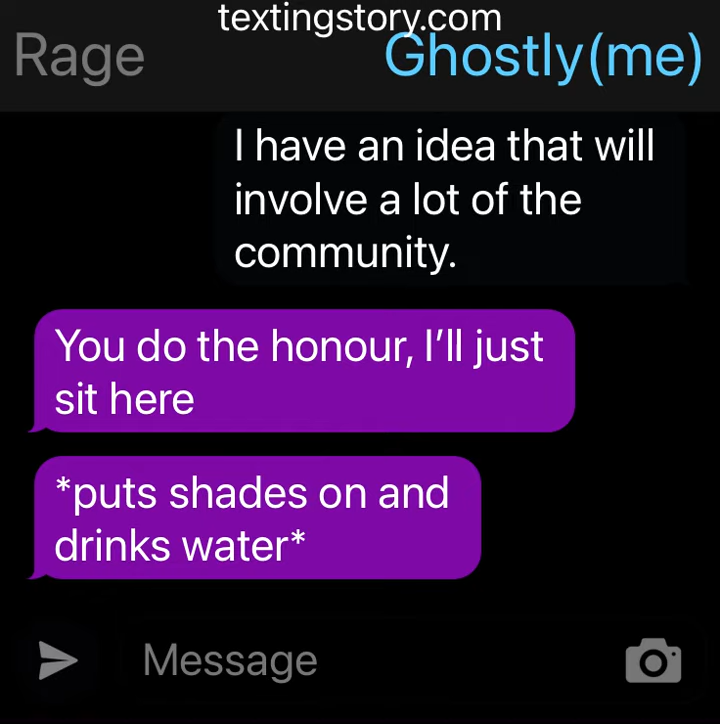 textingstory.com
Rage
Ghostly(me)
I have an idea that will
involve a lot of the
community.
You do the honour, I’ll just
sit here
*puts shades on and
drinks water*
Message